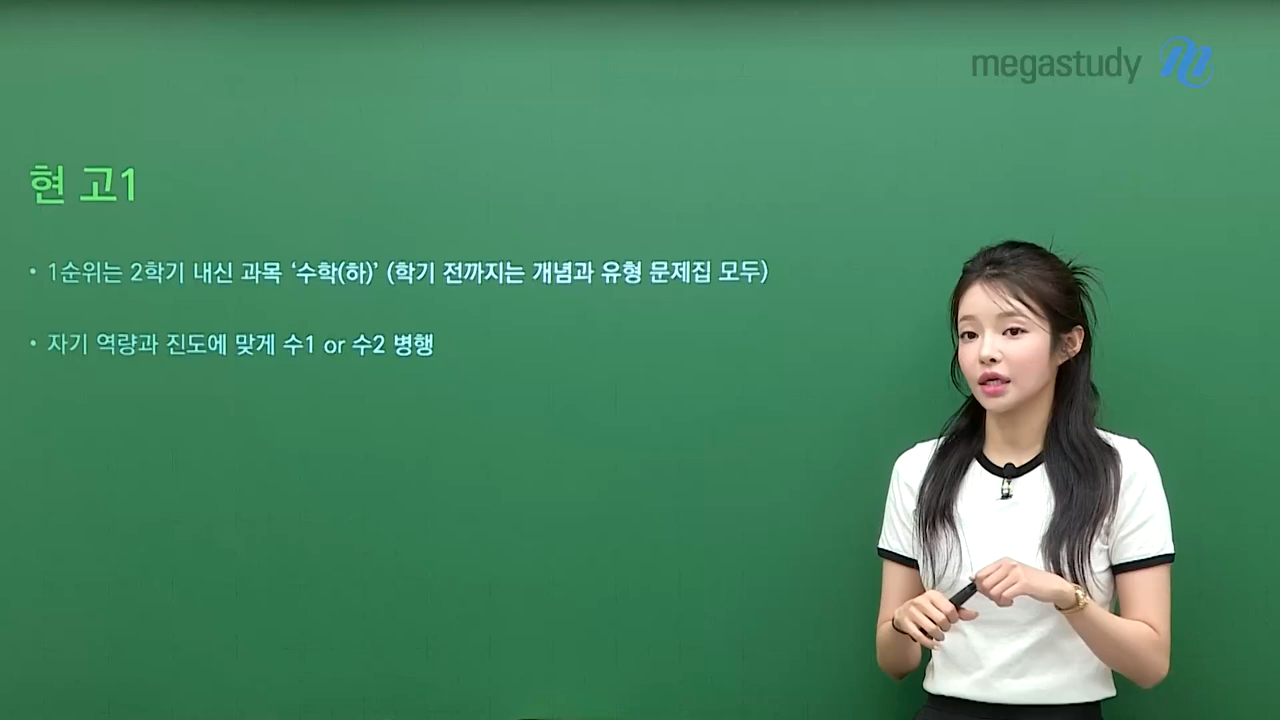 megastudy
현 고1
• 1순위는 2학기 내신 과목 ‘수학(하)’ (학기 전까지는 개념과 유형 문제집 모두)
• 자기 역량과 진도에 맞게 수1 or 수2 병행